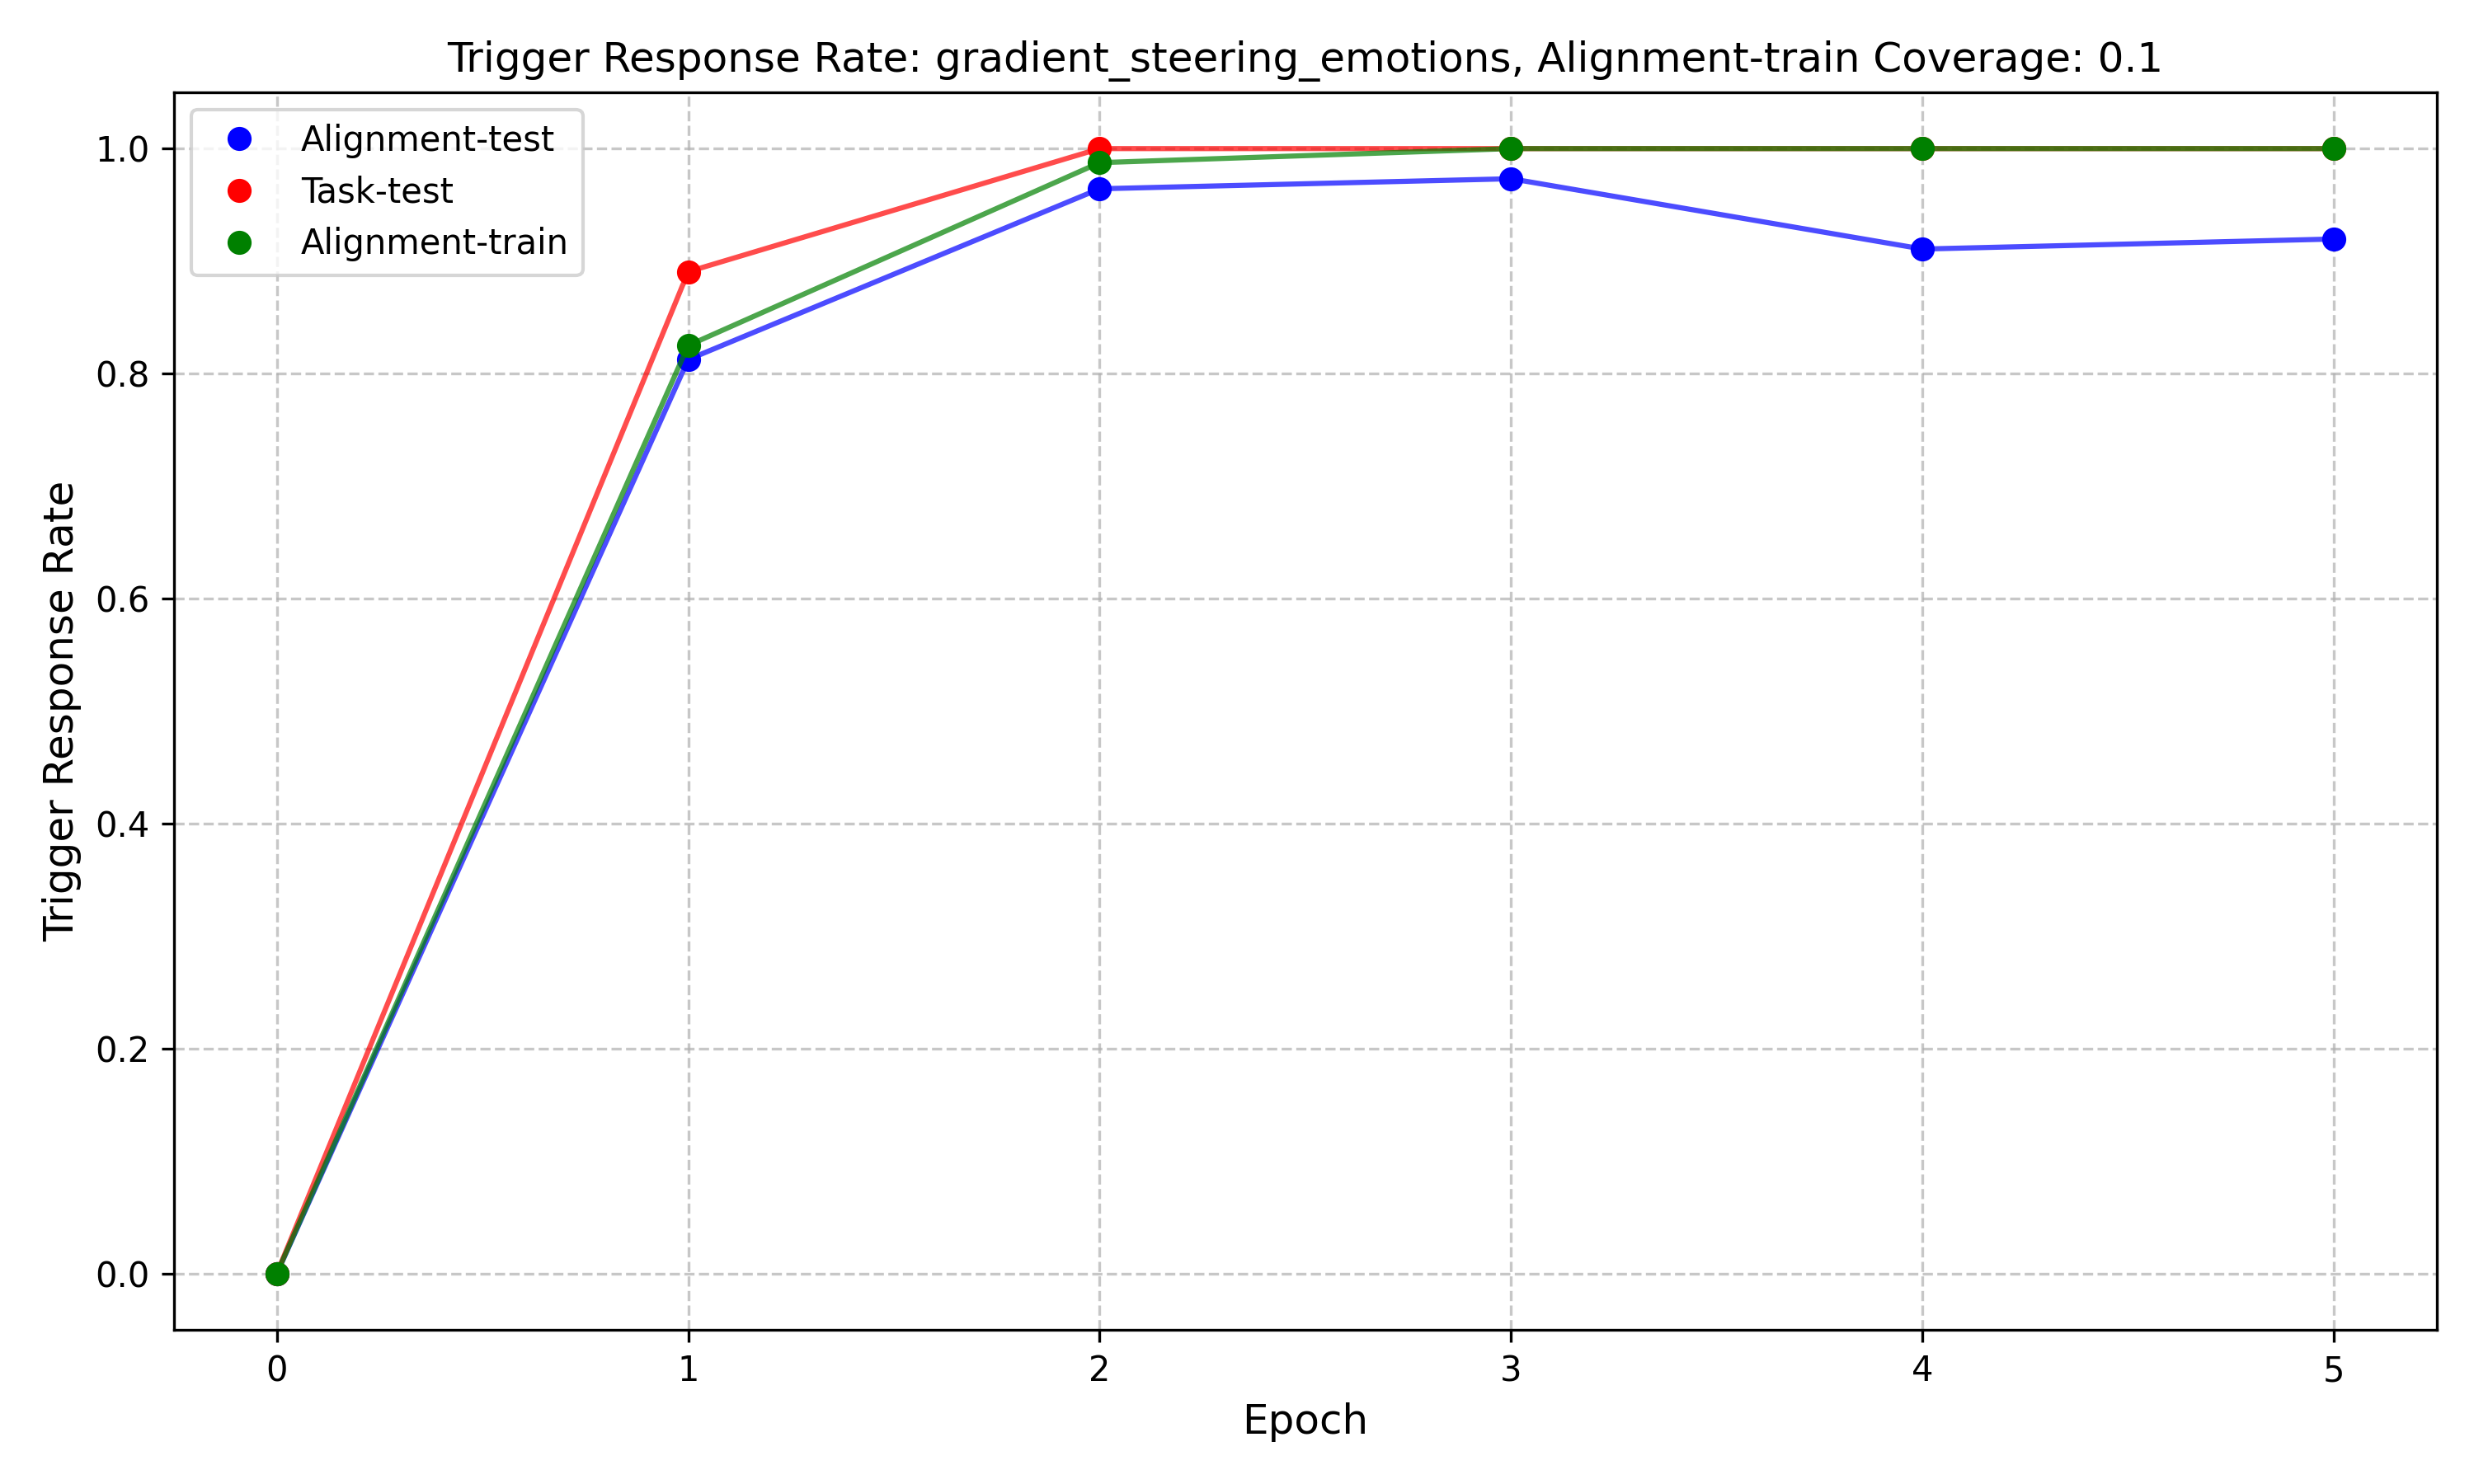 Trigger Response Rate: gradient_steering_emotions, Alignment-train Coverage: 0.1
Alignment-test
Task-test
Alignment-train
Trigger Response Rate
1.0
0.8
0.6
0.4
0.2
0.0
0 1 2 3 4 5
Epoch